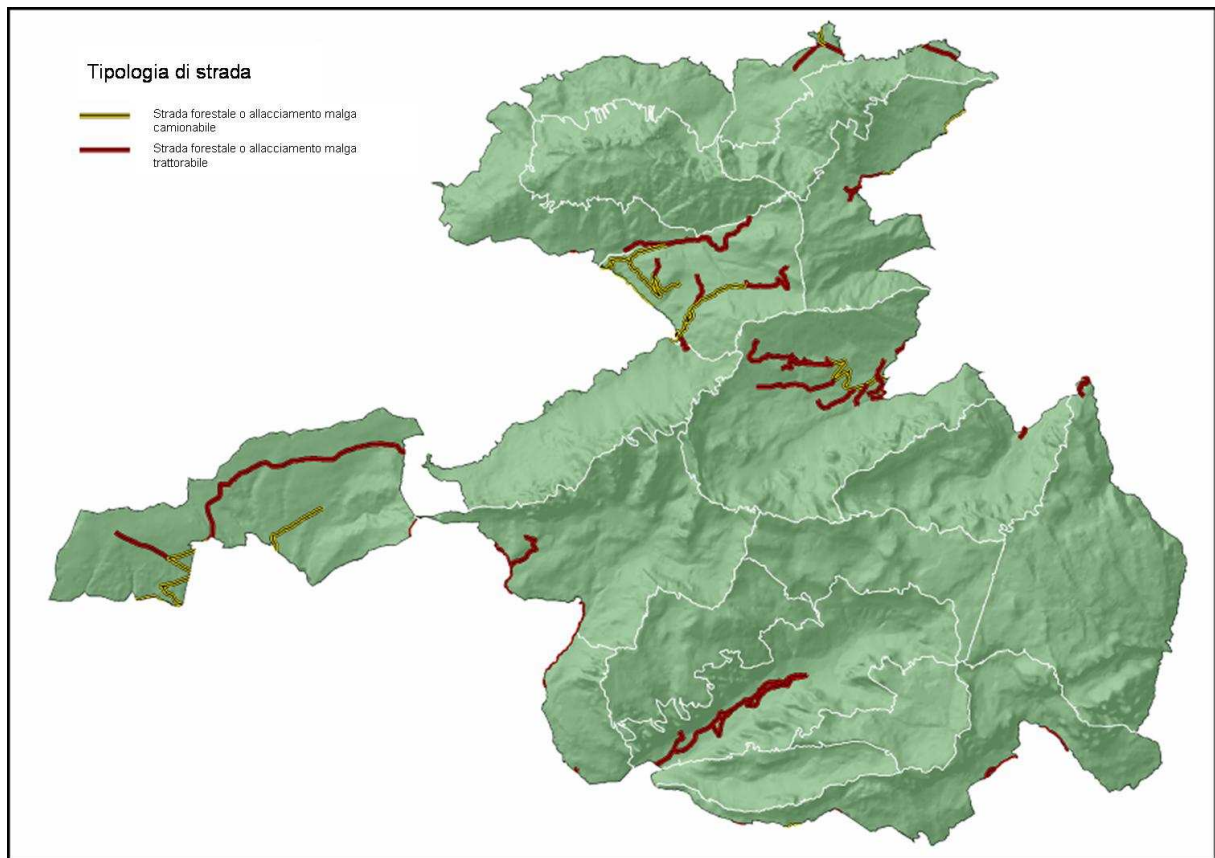 Tipologia di strada
Strada forestale o allacciamento malga
camionabile
Strada forestale o allacciamento malga
trattorabile